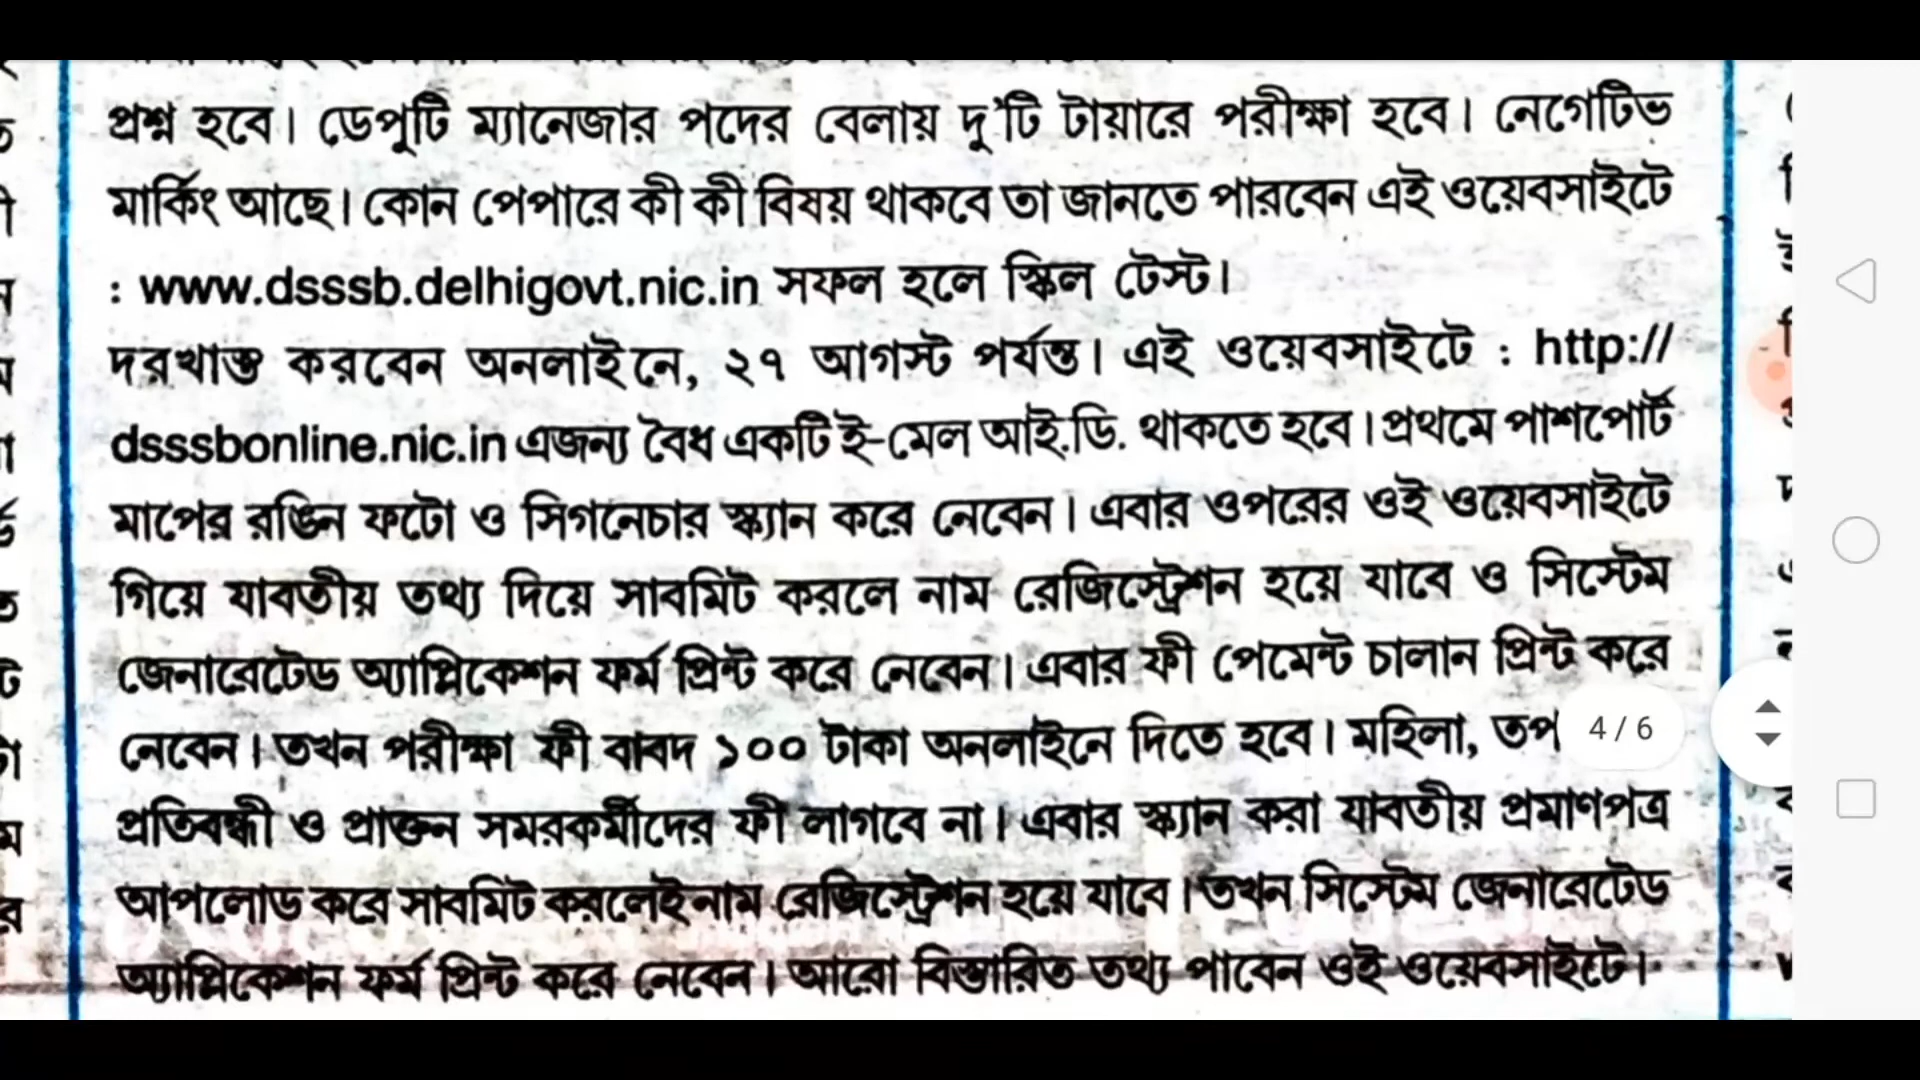 প্রশ্ন হবে। ডেপুটি ম্যানেজার পদের বেলায় দু'টি টায়ারে পরীক্ষা হবে। নেগেটিভ
মার্কিং আছে। কোন পেপারে কী কী বিষয় থাকবে তা জানতে পারবেন এই ওয়েবসাইটে
: www.dsssb.delhigovt.nic.in সফল হলে স্কিল টেস্ট।
দরখাস্ত করবেন অনলাইনে, ২৭ আগস্ট পর্যন্ত। এই ওয়েবসাইটে : http://
dsssbonline.nic.in এজন্য বৈধ একটি ই-মেল আই.ডি. থাকতে হবে। প্রথমে পাশপোর্ট
মাপের রঙিন ফটো ও সিগনেচার স্ক্যান করে নেবেন। এবার ওপরের ওই ওয়েবসাইটে
গিয়ে যাবতীয় তথ্য দিয়ে সাবমিট করলে নাম রেজিস্ট্রেশন হয়ে যাবে ও সিস্টেম
জেনারেটেড অ্যাপ্লিকেশন ফর্ম প্রিন্ট করে নেবেন। এবার ফী পেমেন্ট চালান প্রিন্ট করে
নেবেন। তখন পরীক্ষা ফী বাবদ ১০০ টাকা অনলাইনে দিতে হবে। মহিলা, তপ
4 / 6
প্রতিবন্ধী ও প্রাক্তন সমরকর্মীদের ফী লাগবে না। এবার স্ক্যান করা যাবতীয় প্রমাণপত্র
আপলোড করে সাবমিট করলেই নাম রেজিস্ট্রেশন হয়ে যাবে। তখন সিস্টেম জেনারেটেড
অ্যাপ্লিকেশন ফর্ম প্রিন্ট করে নেবেন। আরো বিস্তারিত তথ্য পাবেন ওই ওয়েবসাইটে।